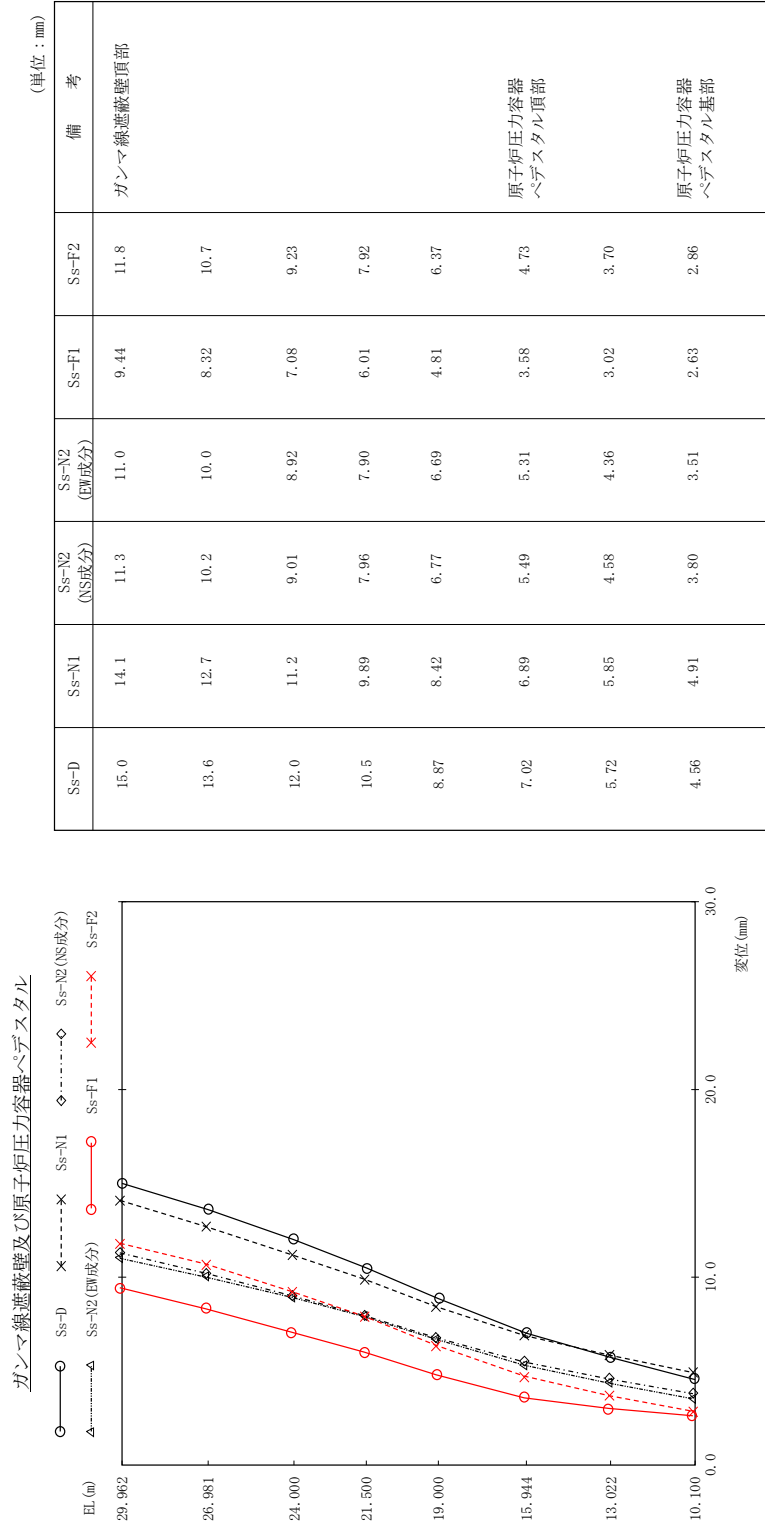 ガンマ線遮蔽壁及び原子炉圧力容器ペデスタル
Ss-D
Ss-N1
Ss-N2(NS成分)
Ss-N2(EW成分)
Ss-F1
Ss-F2
EL(m)
29.962
26.981
24.000
21.500
19.000
15.944
13.022
10.100
0.0
10.0
20.0
30.0
変位(mm)
(単位：mm)
Ss-D Ss-N1 Ss-N2 (NS成分) Ss-N2 (EW成分) Ss-F1 Ss-F2 備 考
15.0 14.1 11.3 11.0 9.44 11.8 ガンマ線遮蔽壁頂部
13.6 12.7 10.2 10.0 8.32 10.7
12.0 11.2 9.01 8.92 7.08 9.23
10.5 9.89 7.96 7.90 6.01 7.92
8.87 8.42 6.77 6.69 4.81 6.37
7.02 6.89 5.49 5.31 3.58 4.73 原子炉圧力容器
ペデスタル頂部
5.72 5.85 4.58 4.36 3.02 3.70
4.56 4.91 3.80 3.51 2.63 2.86 原子炉圧力容器
ペデスタル基部